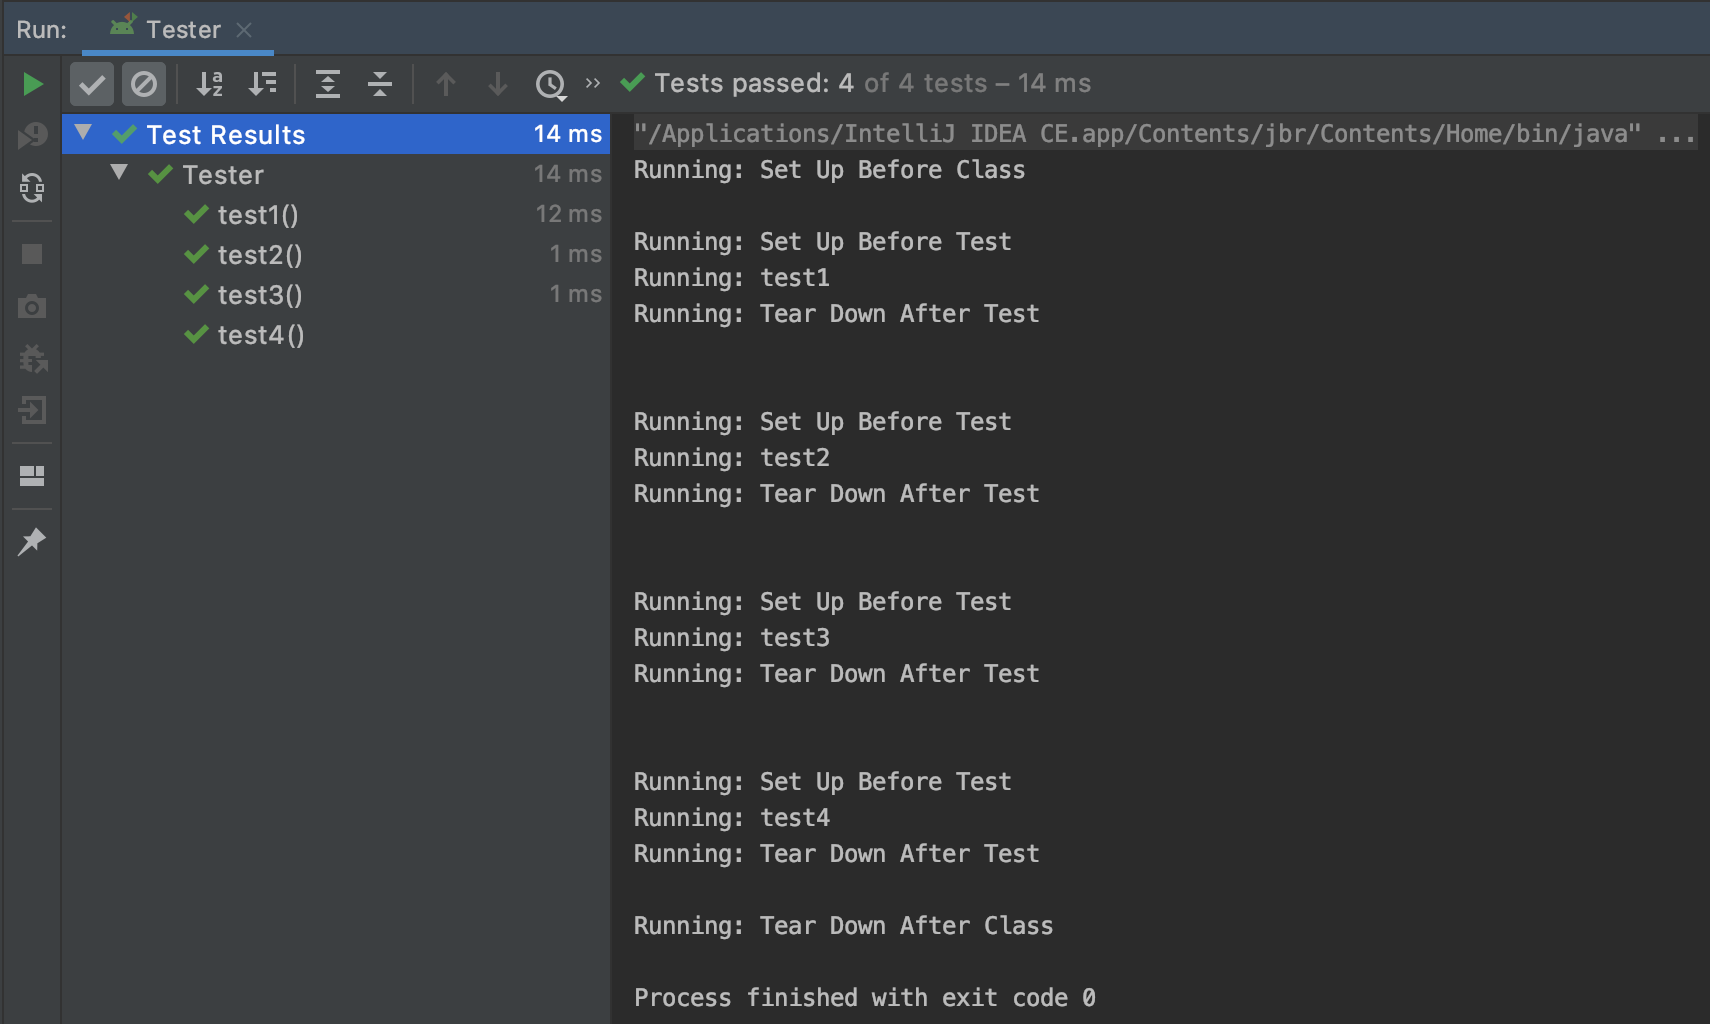 Run: Tester
Tests passed: 4 of 4 tests – 14 ms
Test Results 14 ms
Tester 14 ms
test1() 12 ms
test2() 1 ms
test3() 1 ms
test4()
"/Applications/IntelliJ IDEA CE.app/Contents/jbr/Contents/Home/bin/java" ...
Running: Set Up Before Class
Running: Set Up Before Test
Running: test1
Running: Tear Down After Test
Running: Set Up Before Test
Running: test2
Running: Tear Down After Test
Running: Set Up Before Test
Running: test3
Running: Tear Down After Test
Running: Set Up Before Test
Running: test4
Running: Tear Down After Test
Running: Tear Down After Class
Process finished with exit code 0